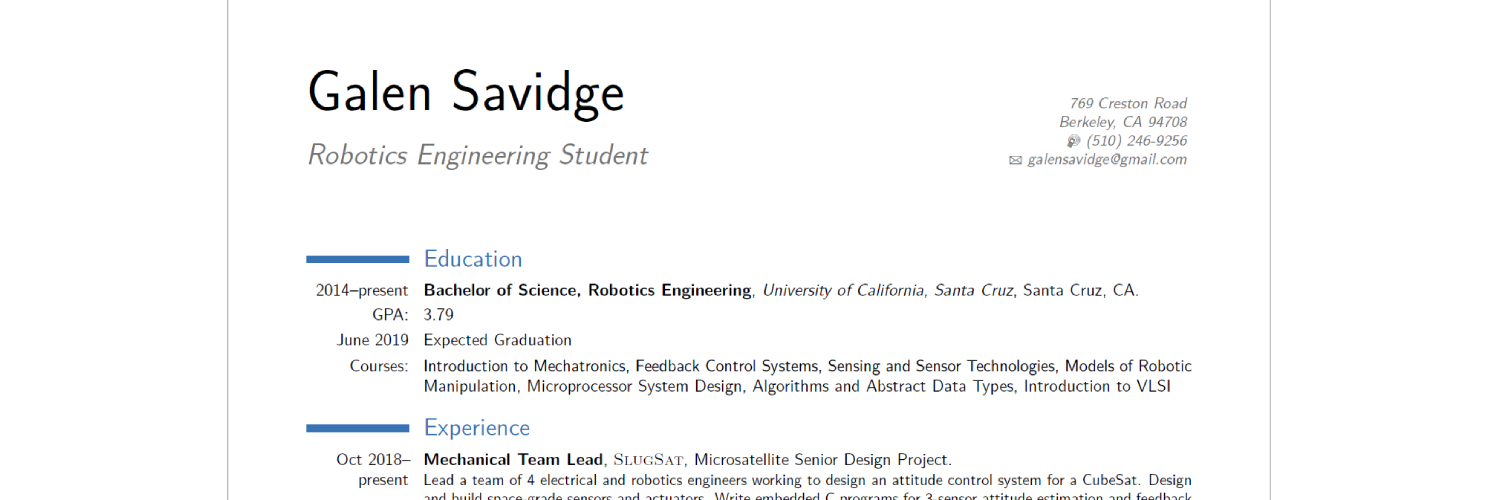 Galen Savidge
Robotics Engineering Student
769 Creston Road
Berkeley, CA 94708
(510) 246-9256
galensavidge@gmail.com
Education
2014–present Bachelor of Science, Robotics Engineering, University of California, Santa Cruz, Santa Cruz, CA.
GPA: 3.79
June 2019 Expected Graduation
Courses: Introduction to Mechatronics, Feedback Control Systems, Sensing and Sensor Technologies, Models of Robotic
Manipulation, Microprocessor System Design, Algorithms and Abstract Data Types, Introduction to VLSI
Experience
Oct 2018– Mechanical Team Lead, SlugSat, Microsatellite Senior Design Project.
present Lead a team of 4 electrical and robotics engineers working to design an attitude control system for a CubeSat. Design
and build space-grade sensors and actuators. Write embedded C programs for 3-sensor attitude estimation and feedback